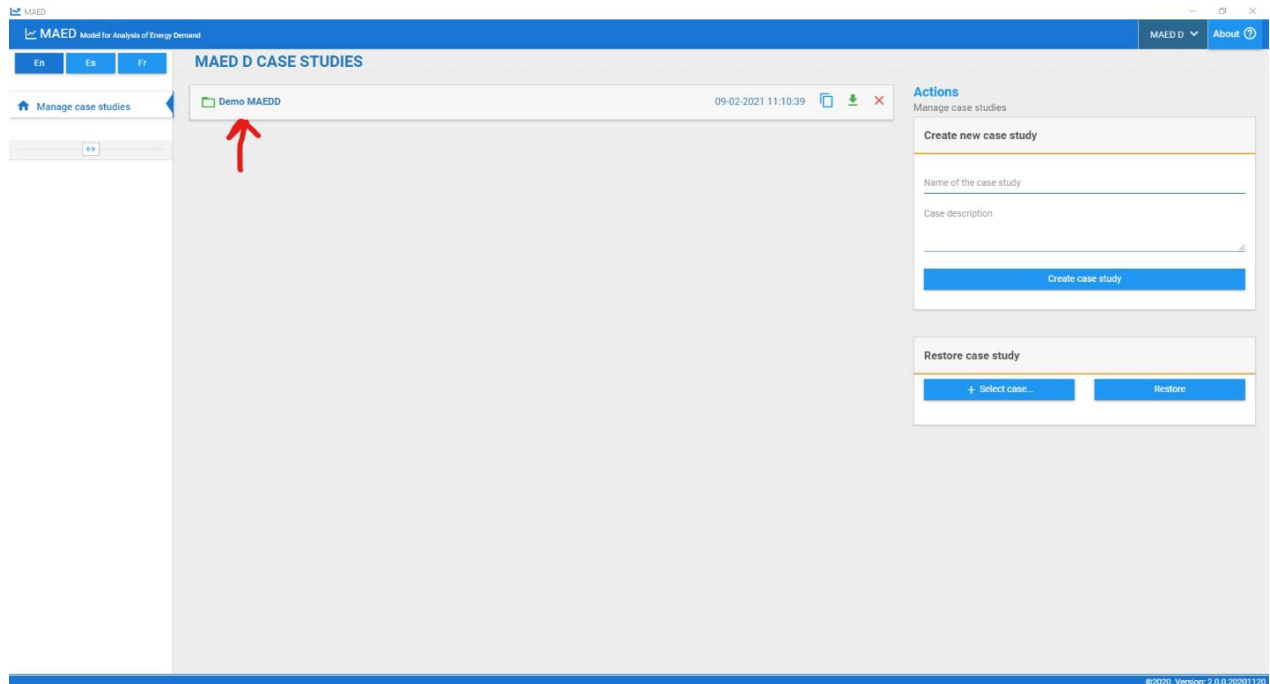 MAED
MAED Model for Analysis of Energy Demand
MAED D
About
En Es Fr
MAED D CASE STUDIES
Manage case studies
Demo MAEDD
09-02-2021 11:10:39
Actions
Manage case studies
Create new case study
Name of the case study
Case description
Create case study
Restore case study
+ Select case...
Restore
©2020, Version: 2.0.0.20201120